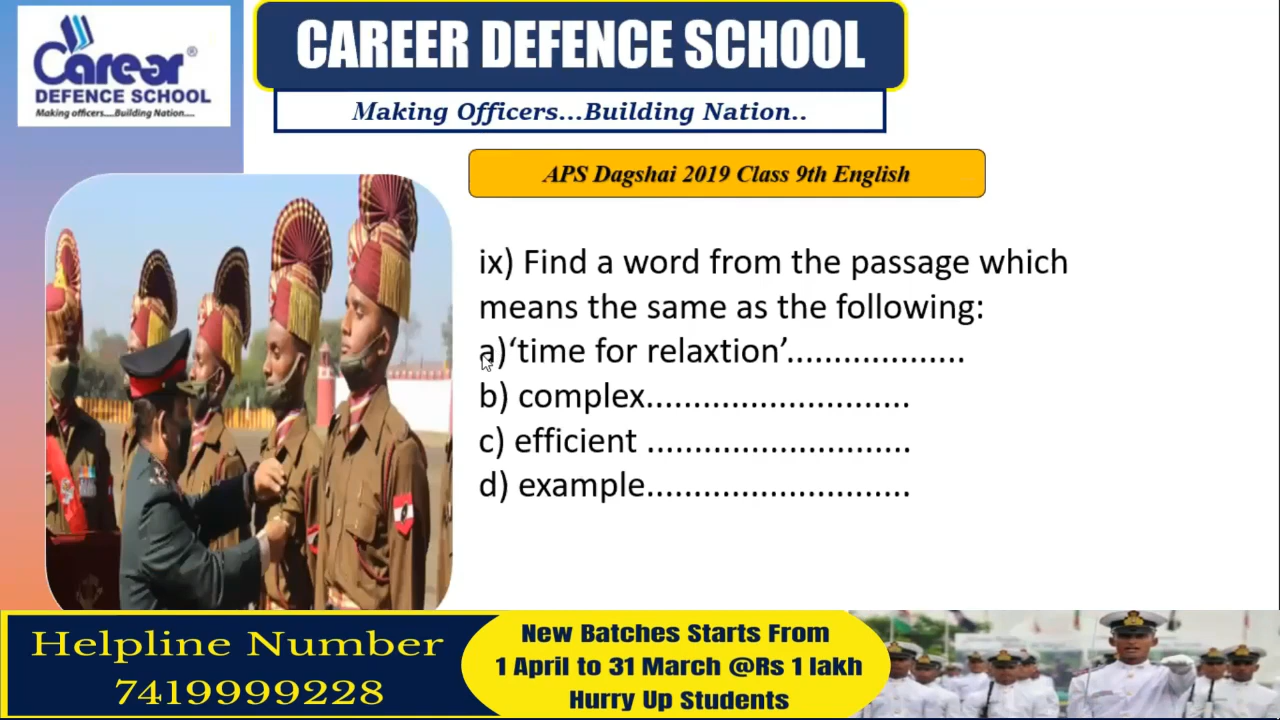 Career®
DEFENCE SCHOOL
Making officers....Building Nation....
CAREER DEFENCE SCHOOL
Making Officers...Building Nation..
APS Dagshai 2019 Class 9th English
ix) Find a word from the passage which
means the same as the following:
a)‘time for relaxtion’...................
b) complex............................
c) efficient ............................
d) example............................
Helpline Number
7419999228
New Batches Starts From
1 April to 31 March @Rs 1 lakh
Hurry Up Students